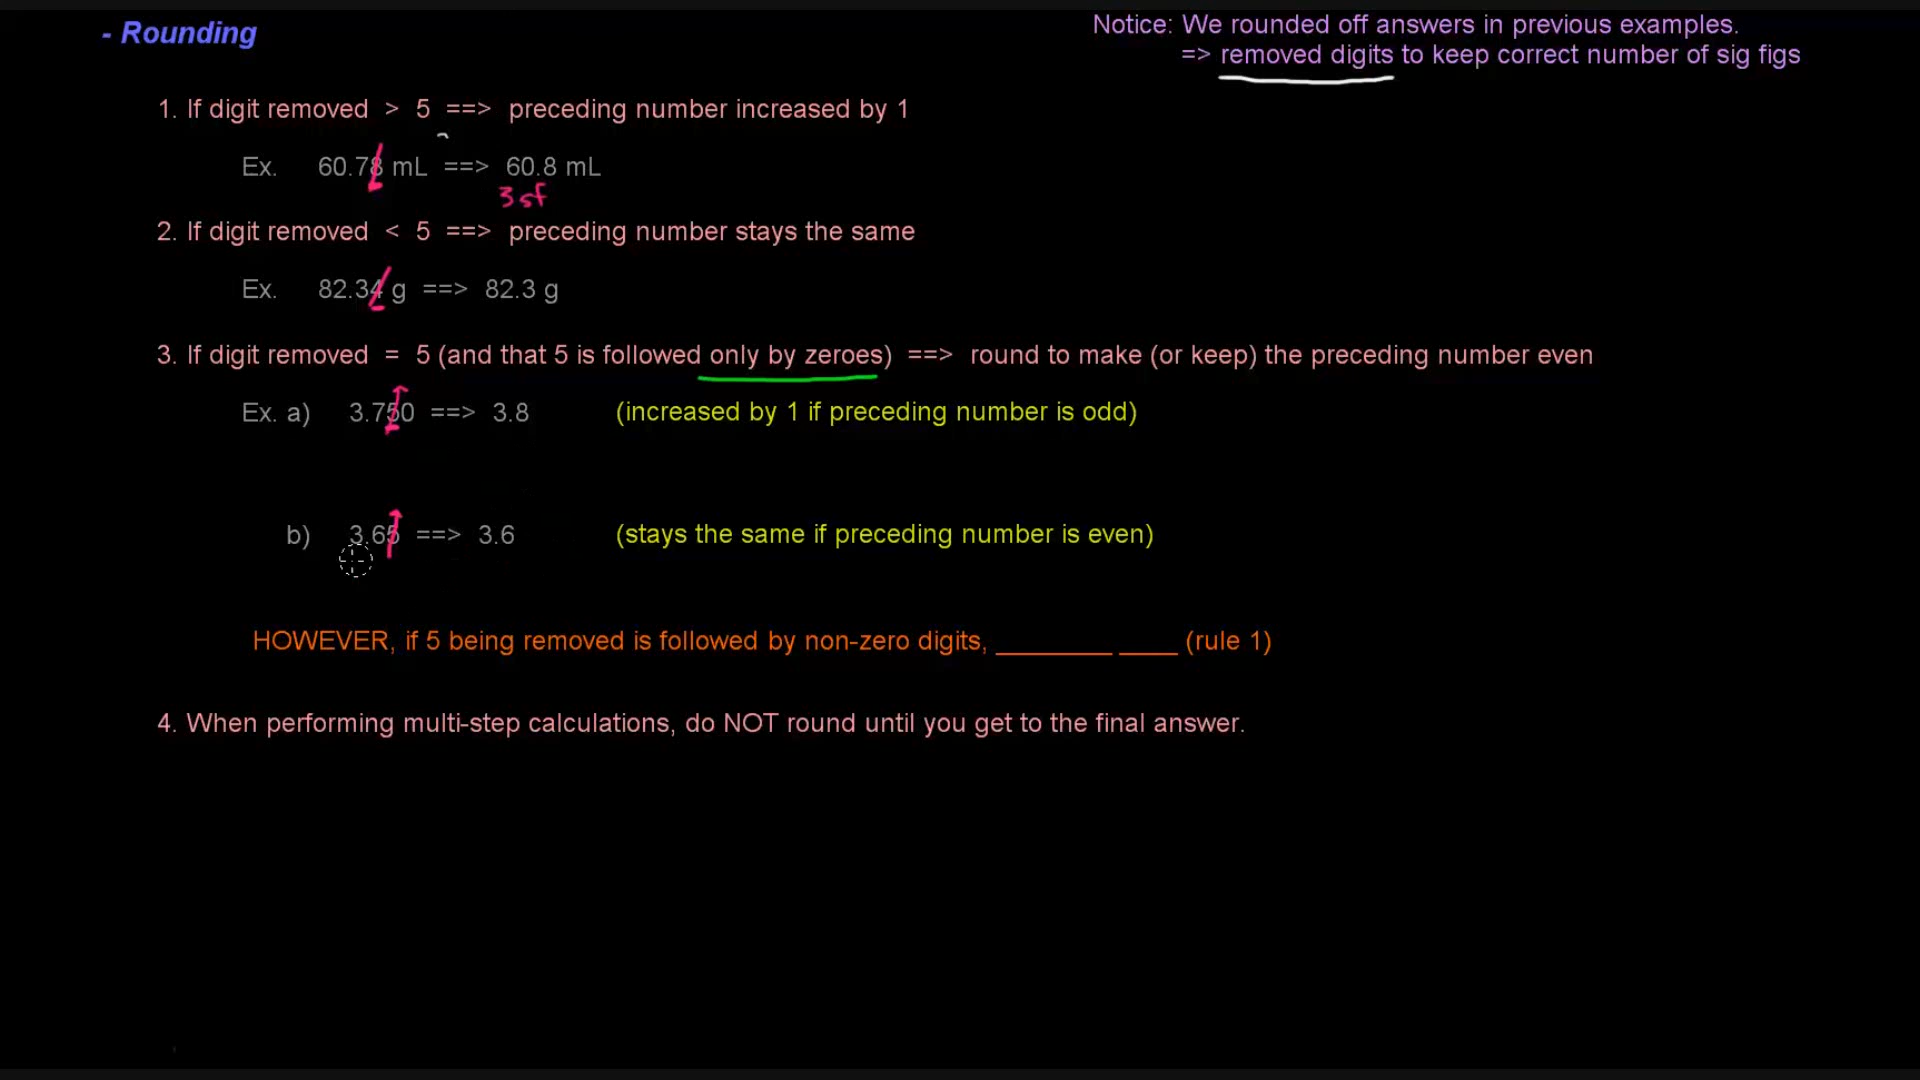 - Rounding
Notice: We rounded off answers in previous examples.
=> removed digits to keep correct number of sig figs
1. If digit removed > 5 ==> preceding number increased by 1
Ex. 60.78 mL ==> 60.8 mL
3 sf
2. If digit removed < 5 ==> preceding number stays the same
Ex. 82.34 g ==> 82.3 g
3. If digit removed = 5 (and that 5 is followed only by zeroes) ==> round to make (or keep) the preceding number even
Ex. a) 3.750 ==> 3.8 (increased by 1 if preceding number is odd)
b) 3.65 ==> 3.6 (stays the same if preceding number is even)
HOWEVER, if 5 being removed is followed by non-zero digits, ________ ____ (rule 1)
4. When performing multi-step calculations, do NOT round until you get to the final answer.